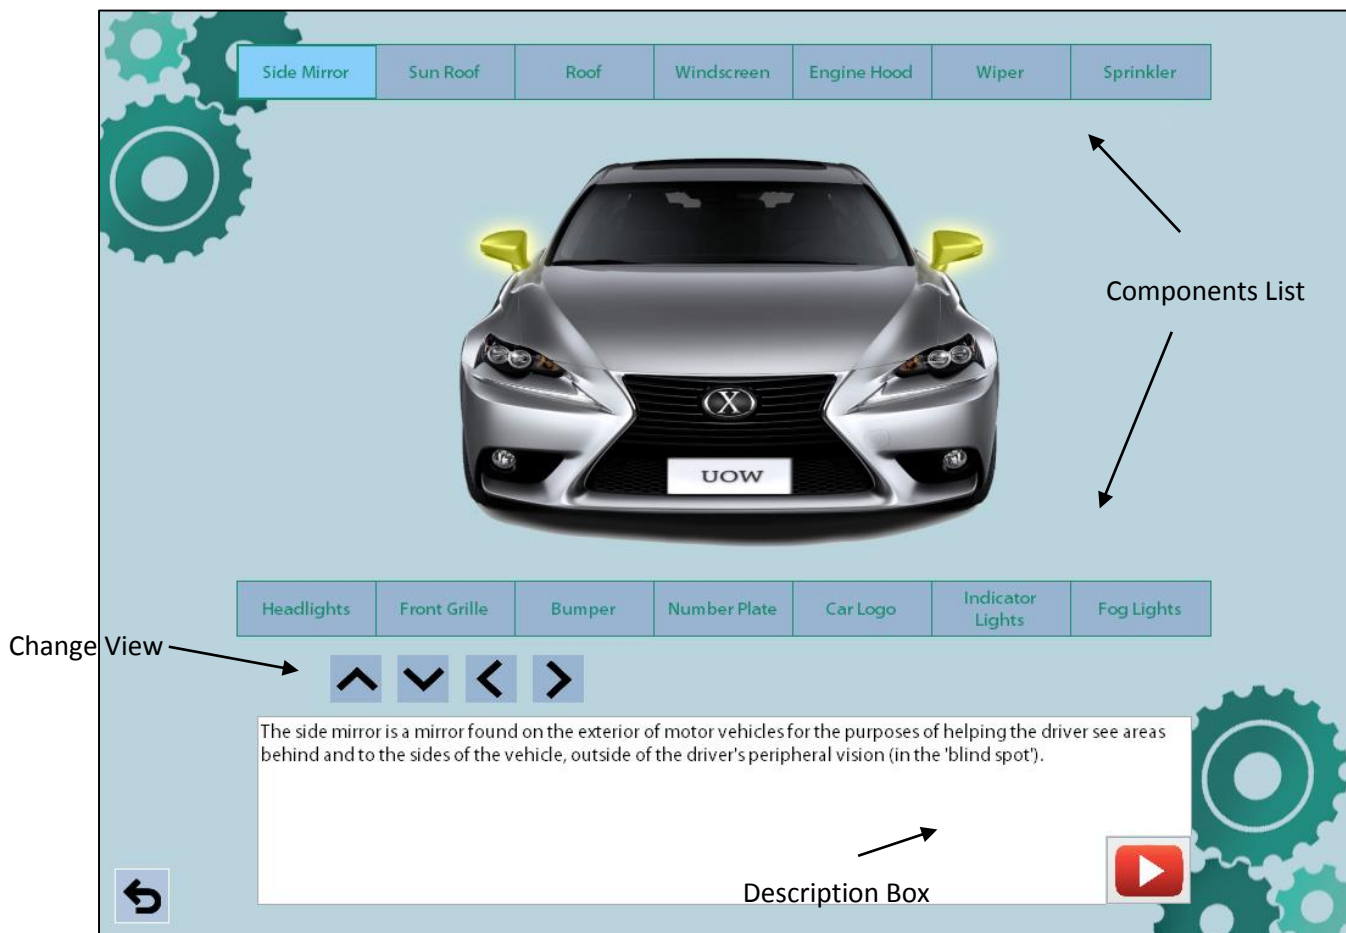 Side Mirror
Sun Roof
Roof
Windscreen
Engine Hood
Wiper
Sprinkler
Components List
X
UOW
Headlights
Front Grille
Bumper
Number Plate
Car Logo
Indicator
Lights
Fog Lights
Change View
The side mirror is a mirror found on the exterior of motor vehicles for the purposes of helping the driver see areas
behind and to the sides of the vehicle, outside of the driver's peripheral vision (in the 'blind spot').
Description Box